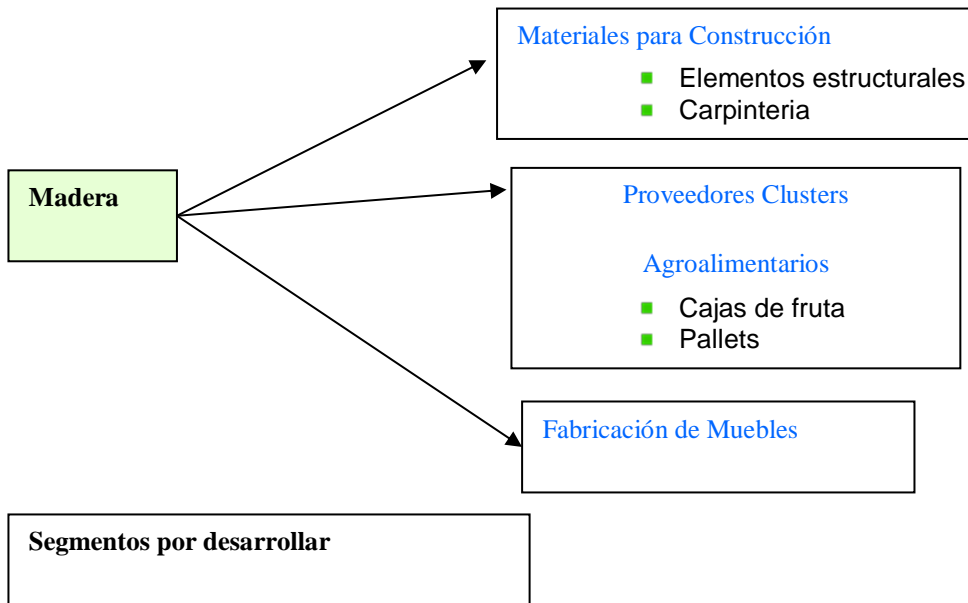 Materiales para Construcción
Elementos estructurales
Carpinteria
Madera
Proveedores Clusters
Agroalimentarios
Cajas de fruta
Pallets
Fabricación de Muebles
Segmentos por desarrollar